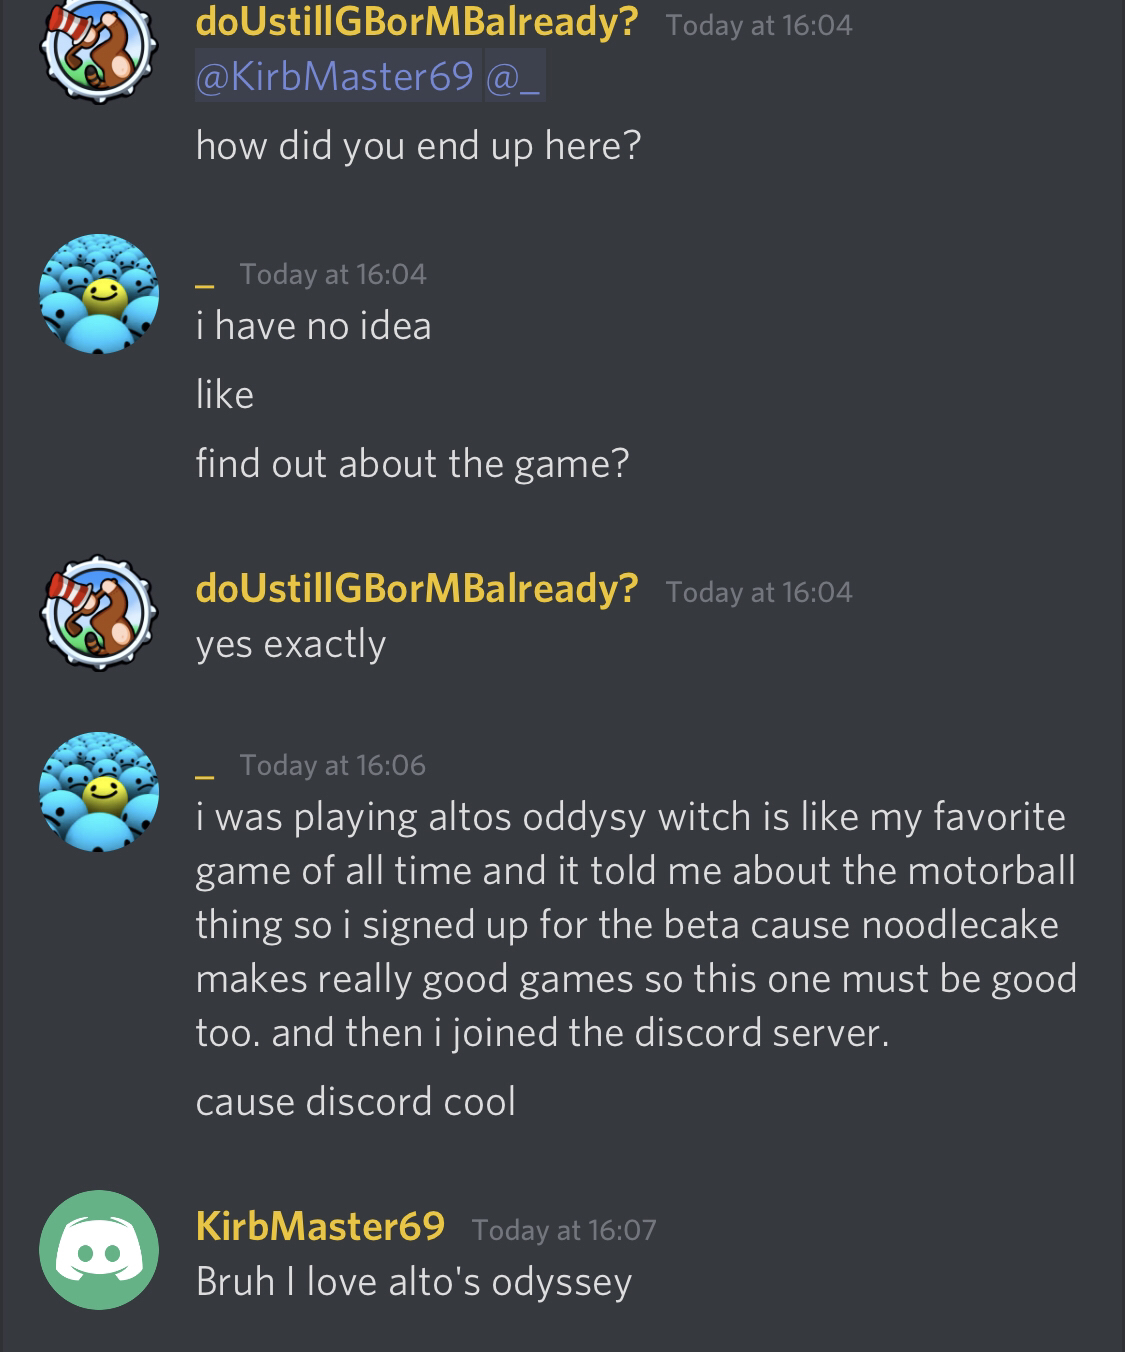 doUstillGBorMBalready? Today at 16:04
@KirbMaster69 @_
how did you end up here?
_ Today at 16:04
i have no idea
like
find out about the game?
doUstillGBorMBalready? Today at 16:04
yes exactly
_ Today at 16:06
i was playing altos oddysy witch is like my favorite
game of all time and it told me about the motorball
thing so i signed up for the beta cause noodlecake
makes really good games so this one must be good
too. and then i joined the discord server.
cause discord cool
KirbMaster69 Today at 16:07
Bruh I love alto's odyssey